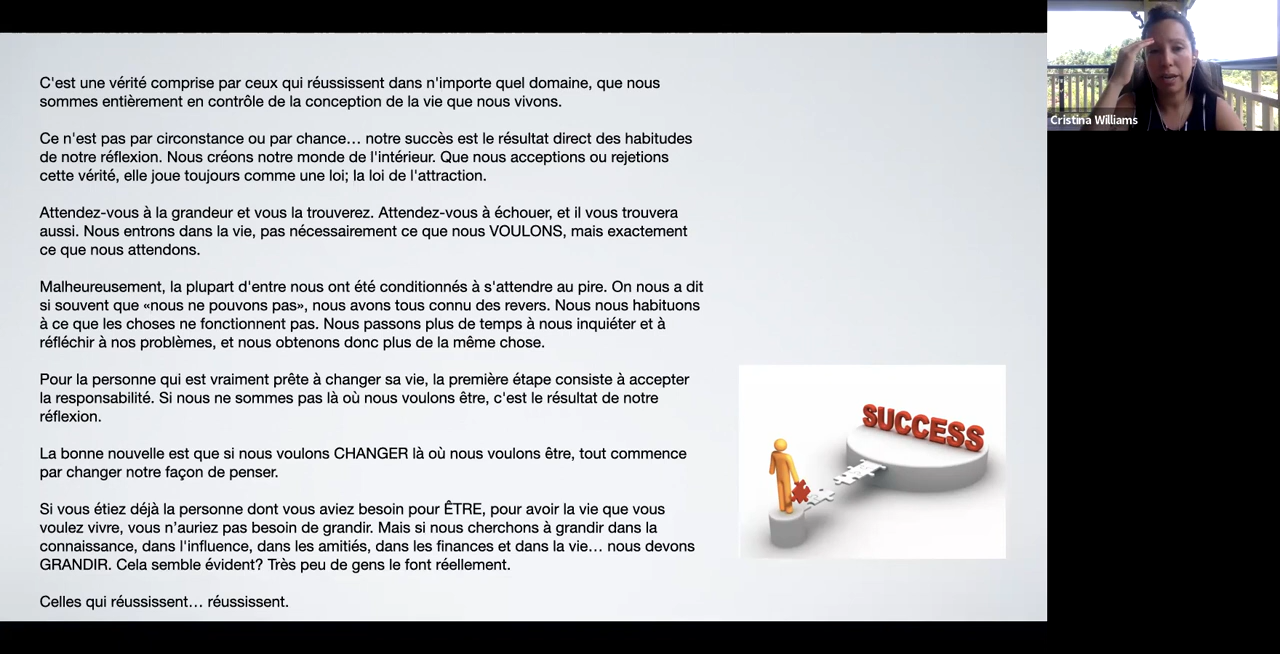 C'est une vérité comprise par ceux qui réussissent dans n'importe quel domaine, que nous
sommes entièrement en contrôle de la conception de la vie que nous vivons.
Ce n'est pas par circonstance ou par chance… notre succès est le résultat direct des habitudes
de notre réflexion. Nous créons notre monde de l'intérieur. Que nous acceptions ou rejetions
cette vérité, elle joue toujours comme une loi; la loi de l'attraction.
Attendez-vous à la grandeur et vous la trouverez. Attendez-vous à échouer, et il vous trouvera
aussi. Nous entrons dans la vie, pas nécessairement ce que nous VOULONS, mais exactement
ce que nous attendons.
Malheureusement, la plupart d'entre nous ont été conditionnés à s'attendre au pire. On nous a dit
si souvent que «nous ne pouvons pas», nous avons tous connu des revers. Nous nous habituons
à ce que les choses ne fonctionnent pas. Nous passons plus de temps à nous inquiéter et à
réfléchir à nos problèmes, et nous obtenons donc plus de la même chose.
Pour la personne qui est vraiment prête à changer sa vie, la première étape consiste à accepter
la responsabilité. Si nous ne sommes pas là où nous voulons être, c'est le résultat de notre
réflexion.
La bonne nouvelle est que si nous voulons CHANGER là où nous voulons être, tout commence
par changer notre façon de penser.
Si vous étiez déjà la personne dont vous aviez besoin pour ÊTRE, pour avoir la vie que vous
voulez vivre, vous n’auriez pas besoin de grandir. Mais si nous cherchons à grandir dans la
connaissance, dans l'influence, dans les amitiés, dans les finances et dans la vie… nous devons
GRANDIR. Cela semble évident? Très peu de gens le font réellement.
Celles qui réussissent… réussissent.
SUCCESS
Cristina Williams